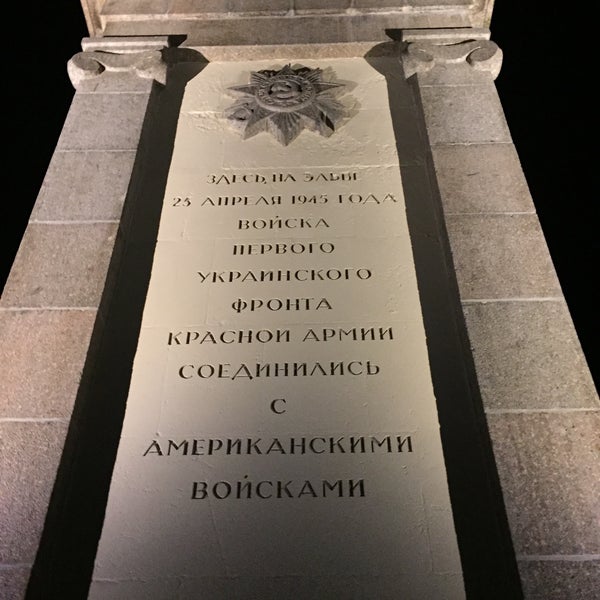 ЗДЕСЬ, НА ЭЛЬБЕ
25 АПРЕЛЯ 1945 ГОДА
ВОЙСКА
ПЕРВОГО
УКРАИНСКОГО
ФРОНТА
КРАСНОЙ АРМИИ
СОЕДИНИЛИСЬ
С
АМЕРИКАНСКИМИ
ВОЙСКАМИ